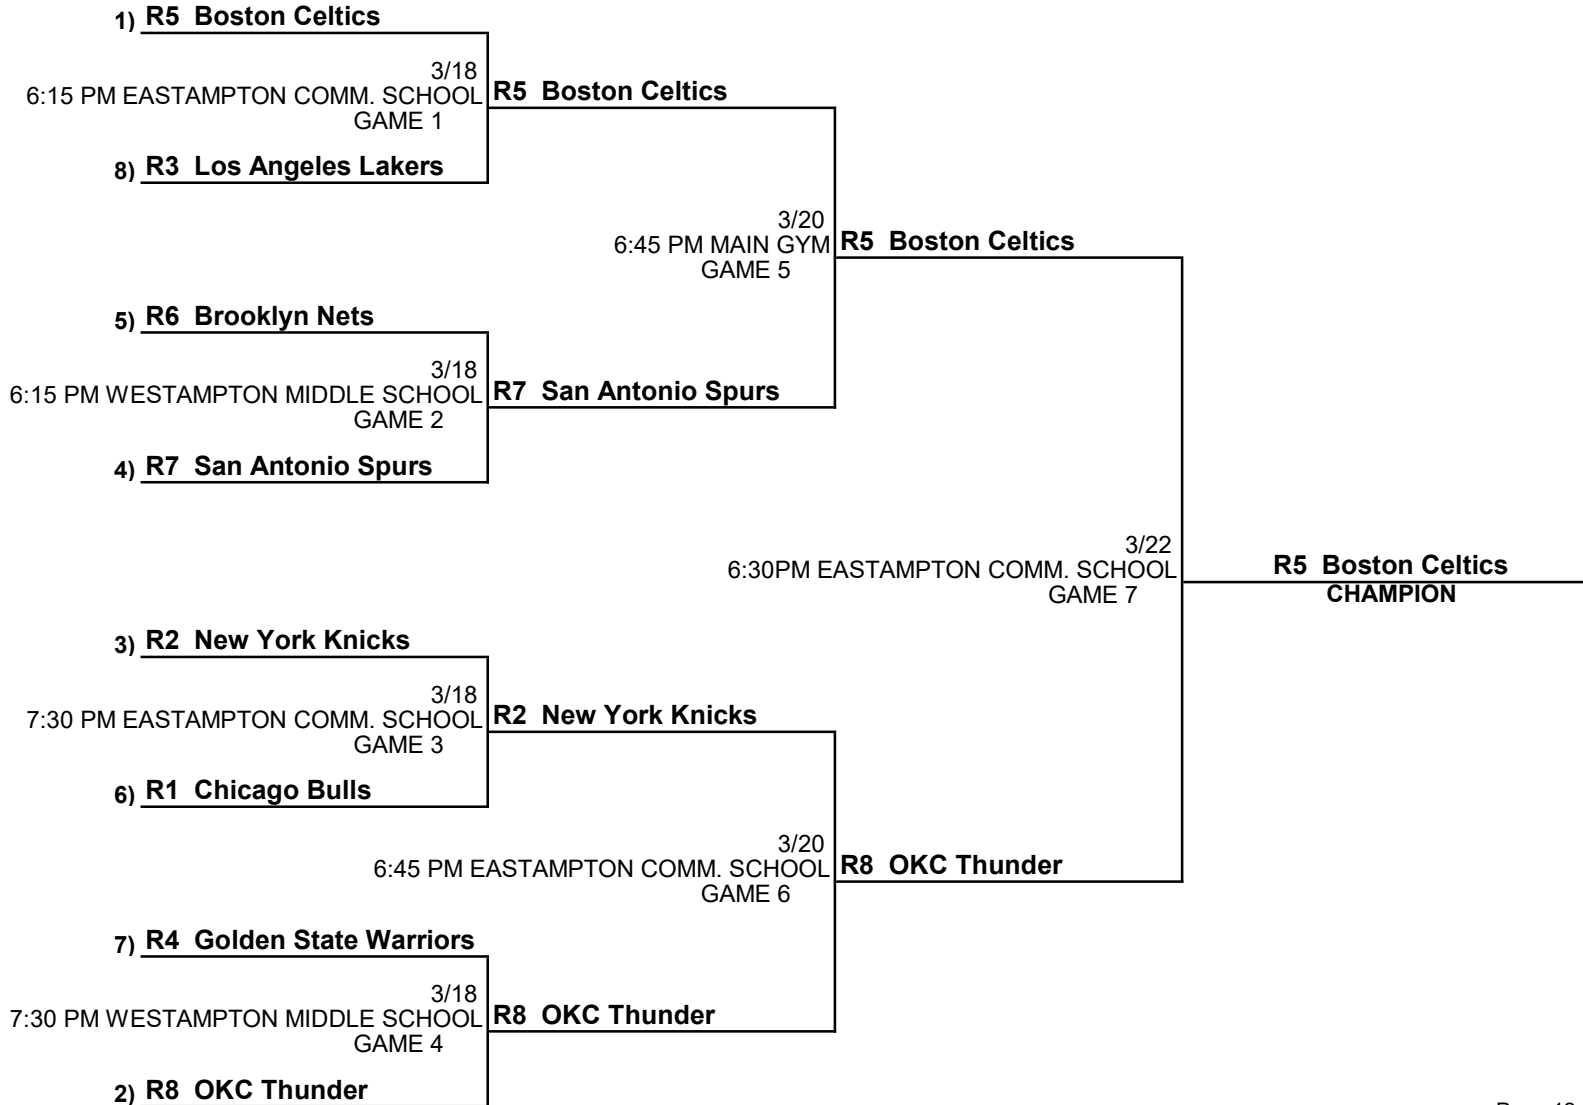 1) R5 Boston Celtics
3/18
6:15 PM EASTAMPTON COMM. SCHOOL
GAME 1
R5 Boston Celtics
8) R3 Los Angeles Lakers
3/20
6:45 PM MAIN GYM
GAME 5
R5 Boston Celtics
5) R6 Brooklyn Nets
3/18
6:15 PM WESTAMPTON MIDDLE SCHOOL
GAME 2
R7 San Antonio Spurs
4) R7 San Antonio Spurs
3/22
6:30PM EASTAMPTON COMM. SCHOOL
GAME 7
R5 Boston Celtics
CHAMPION
3) R2 New York Knicks
3/18
7:30 PM EASTAMPTON COMM. SCHOOL
GAME 3
R2 New York Knicks
6) R1 Chicago Bulls
3/20
6:45 PM EASTAMPTON COMM. SCHOOL
GAME 6
R8 OKC Thunder
7) R4 Golden State Warriors
3/18
7:30 PM WESTAMPTON MIDDLE SCHOOL
GAME 4
R8 OKC Thunder
2) R8 OKC Thunder